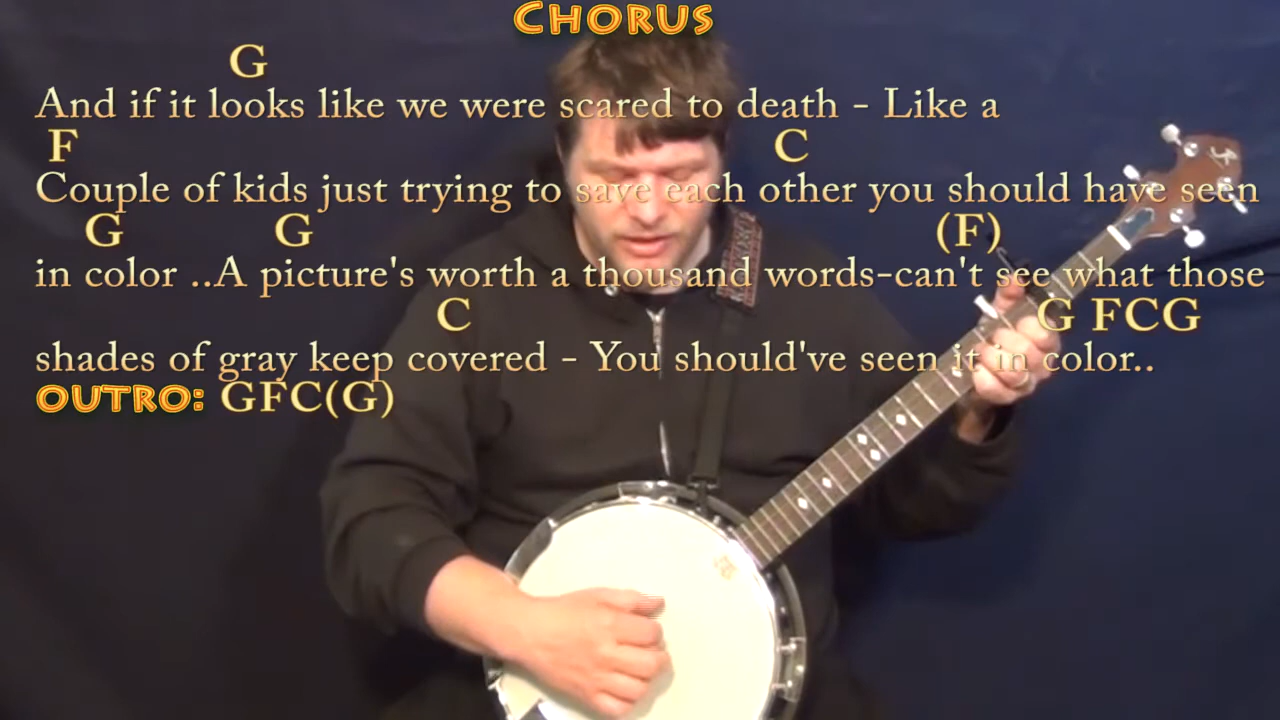 CHORUS
G
And if it looks like we were scared to death - Like a
F C
Couple of kids just trying to save each other you should have seen
G G (F)
in color ..A picture's worth a thousand words-can't see what those
C G FCG
shades of gray keep covered - You should've seen it in color..
OUTRO: GFC(G)